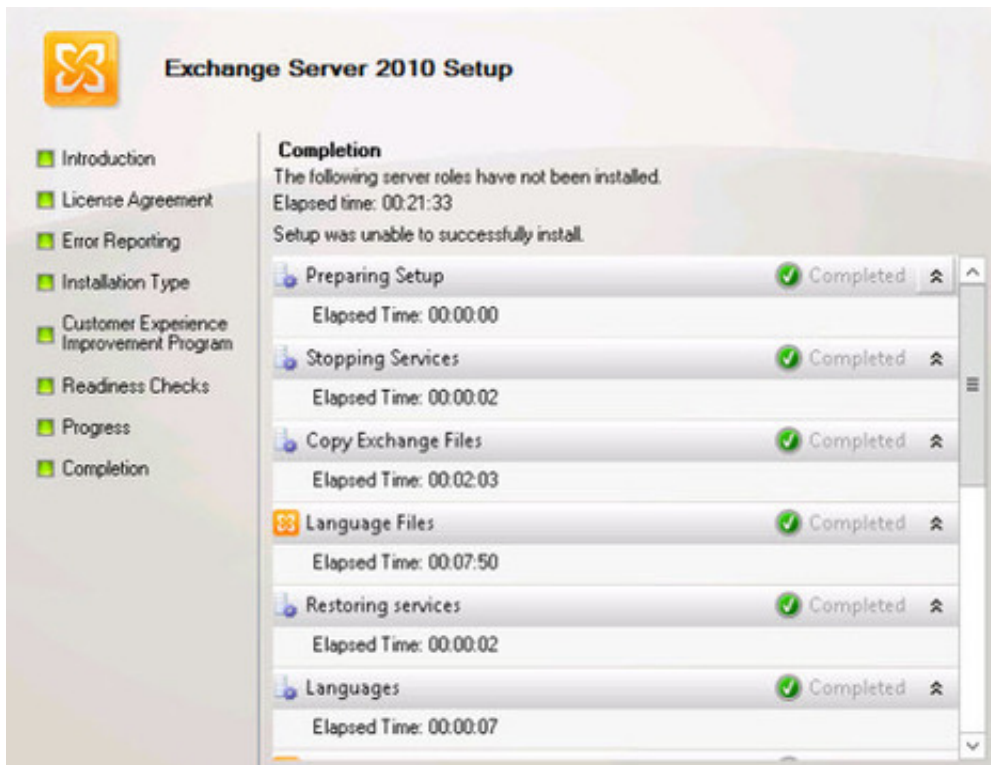 Exchange Server 2010 Setup
Introduction
License Agreement
Error Reporting
Installation Type
Customer Experience
Improvement Program
Readiness Checks
Progress
Completion
Completion
The following server roles have not been installed.
Elapsed time: 00:21:33
Setup was unable to successfully install.
Preparing Setup Completed
Elapsed Time: 00:00:00
Stopping Services Completed
Elapsed Time: 00:00:02
Copy Exchange Files Completed
Elapsed Time: 00:02:03
Language Files Completed
Elapsed Time: 00:07:50
Restoring services Completed
Elapsed Time: 00:00:02
Languages Completed
Elapsed Time: 00:00:07